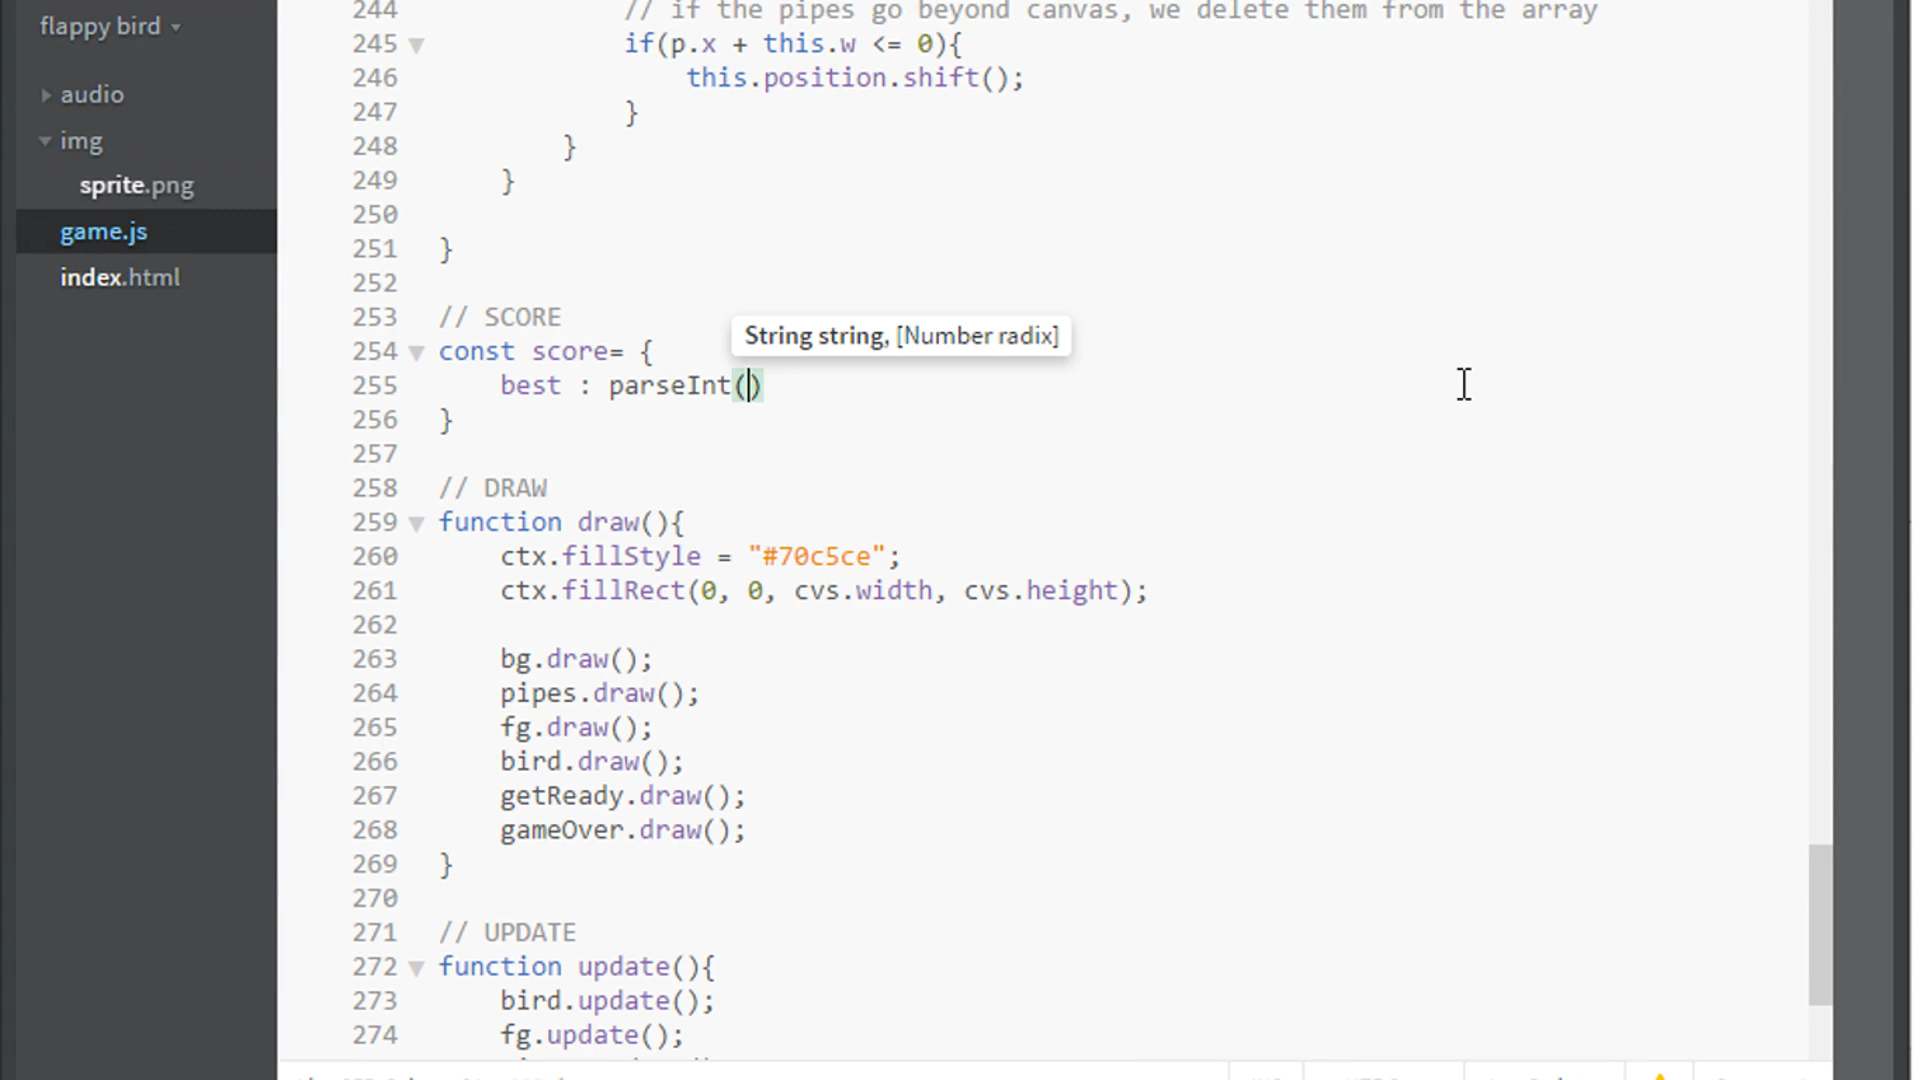 flappy bird
audio
img
sprite.png
game.js
index.html
244 // if the pipes go beyond canvas, we delete them from the array
245 if(p.x + this.w <= 0){
246 this.position.shift();
247 }
248 }
249 }
250
251 }
252
253 // SCORE
String string, [Number radix]
254 const score= {
255 best : parseInt()
256 }
257
258 // DRAW
259 function draw(){
260 ctx.fillStyle = "#70c5ce";
261 ctx.fillRect(0, 0, cvs.width, cvs.height);
262
263 bg.draw();
264 pipes.draw();
265 fg.draw();
266 bird.draw();
267 getReady.draw();
268 gameOver.draw();
269 }
270
271 // UPDATE
272 function update(){
273 bird.update();
274 fg.update();